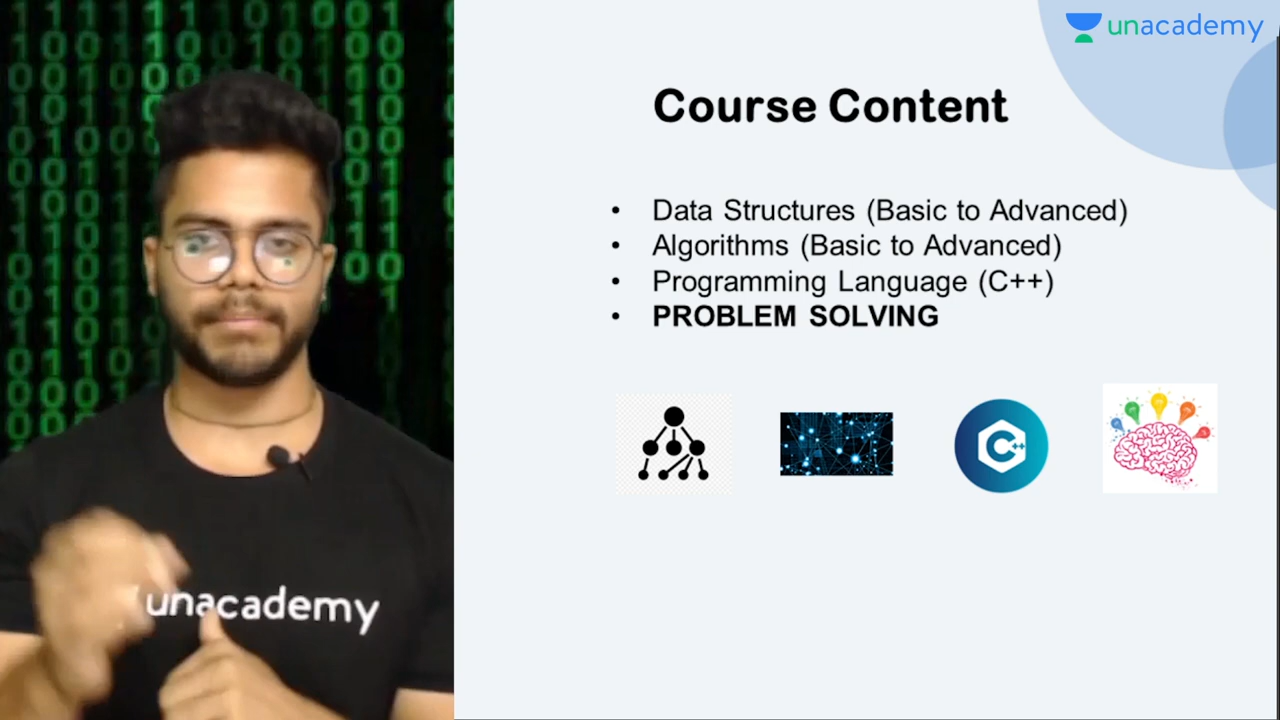 unacademy
Course Content
• Data Structures (Basic to Advanced)
• Algorithms (Basic to Advanced)
• Programming Language (C++)
• PROBLEM SOLVING
C++
unacademy